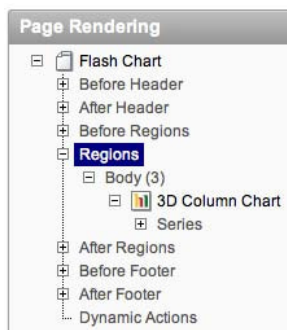 Page Rendering
Flash Chart
Before Header
After Header
Before Regions
Regions
Body (3)
3D Column Chart
Series
After Regions
Before Footer
After Footer
Dynamic Actions